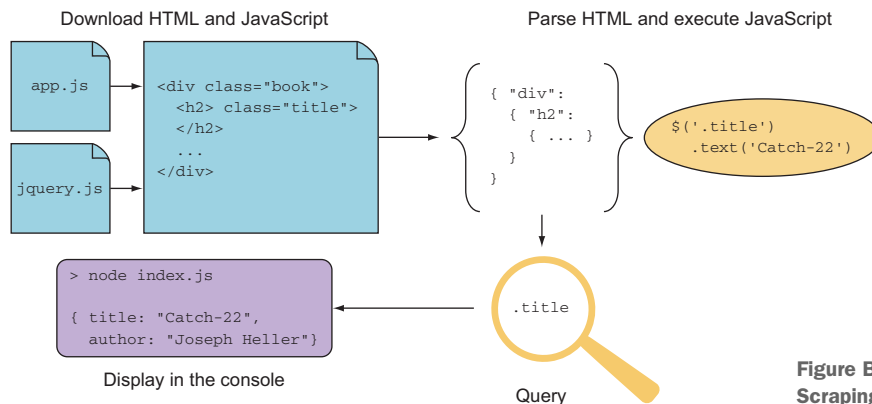 Download HTML and JavaScript
Parse HTML and execute JavaScript
app.js
jquery.js
<div class="book">
<h2> class="title">
</h2>
...
</div>
{ "div":
{ "h2":
{ ... }
}
}
$('.title')
.text('Catch-22')
> node index.js
{ title: "Catch-22",
author: "Joseph Heller"}
Display in the console
.title
Query
Figure B
Scraping